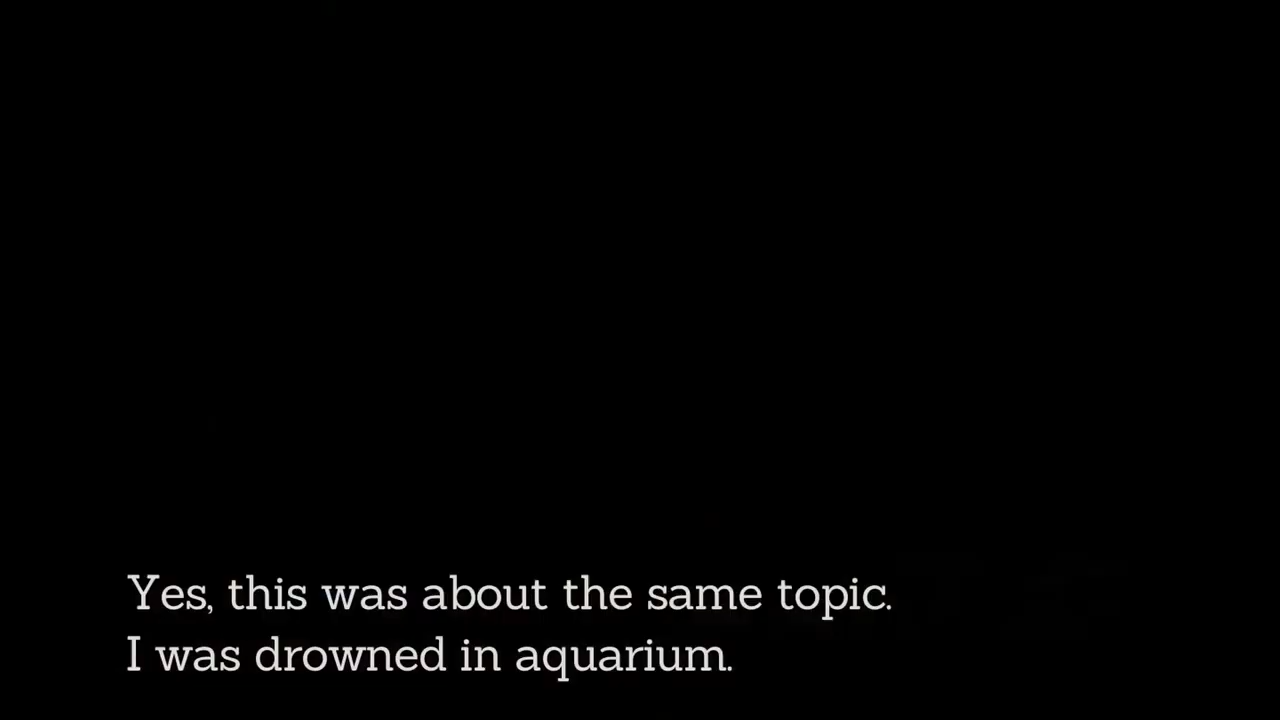 Yes, this was about the same topic.
I was drowned in aquarium.